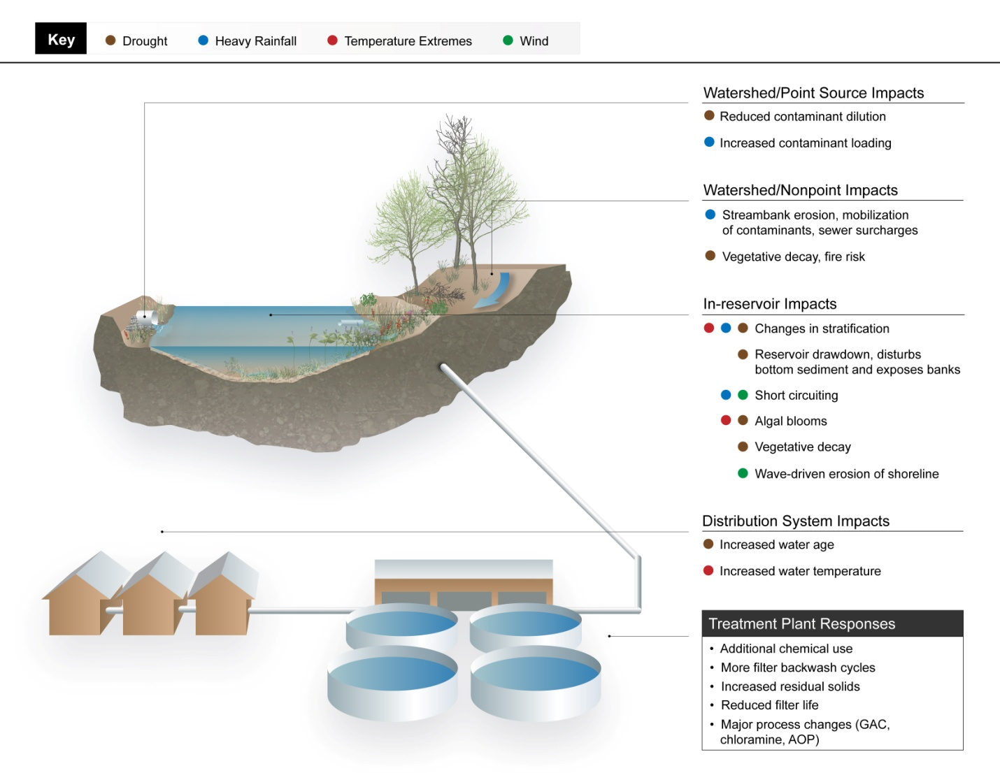 Key
Drought
Heavy Rainfall
Temperature Extremes
Wind
Watershed/Point Source Impacts
Reduced contaminant dilution
Increased contaminant loading
Watershed/Nonpoint Impacts
Streambank erosion, mobilization
of contaminants, sewer surcharges
Vegetative decay, fire risk
In-reservoir Impacts
Changes in stratification
Reservoir drawdown, disturbs
bottom sediment and exposes banks
Short circuiting
Algal blooms
Vegetative decay
Wave-driven erosion of shoreline
Distribution System Impacts
Increased water age
Increased water temperature
Treatment Plant Responses
• Additional chemical use
• More filter backwash cycles
• Increased residual solids
• Reduced filter life
• Major process changes (GAC,
chloramine, AOP)